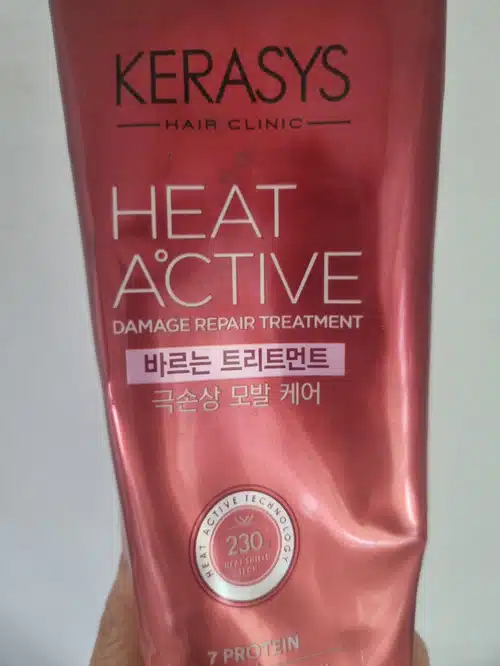 KERASYS
HAIR CLINIC
HEAT
A°CTIVE
DAMAGE REPAIR TREATMENT
바르는 트리트먼트
극손상 모발 케어
HEAT ACTIVE TECHNOLOGY
230
7 PROTEIN